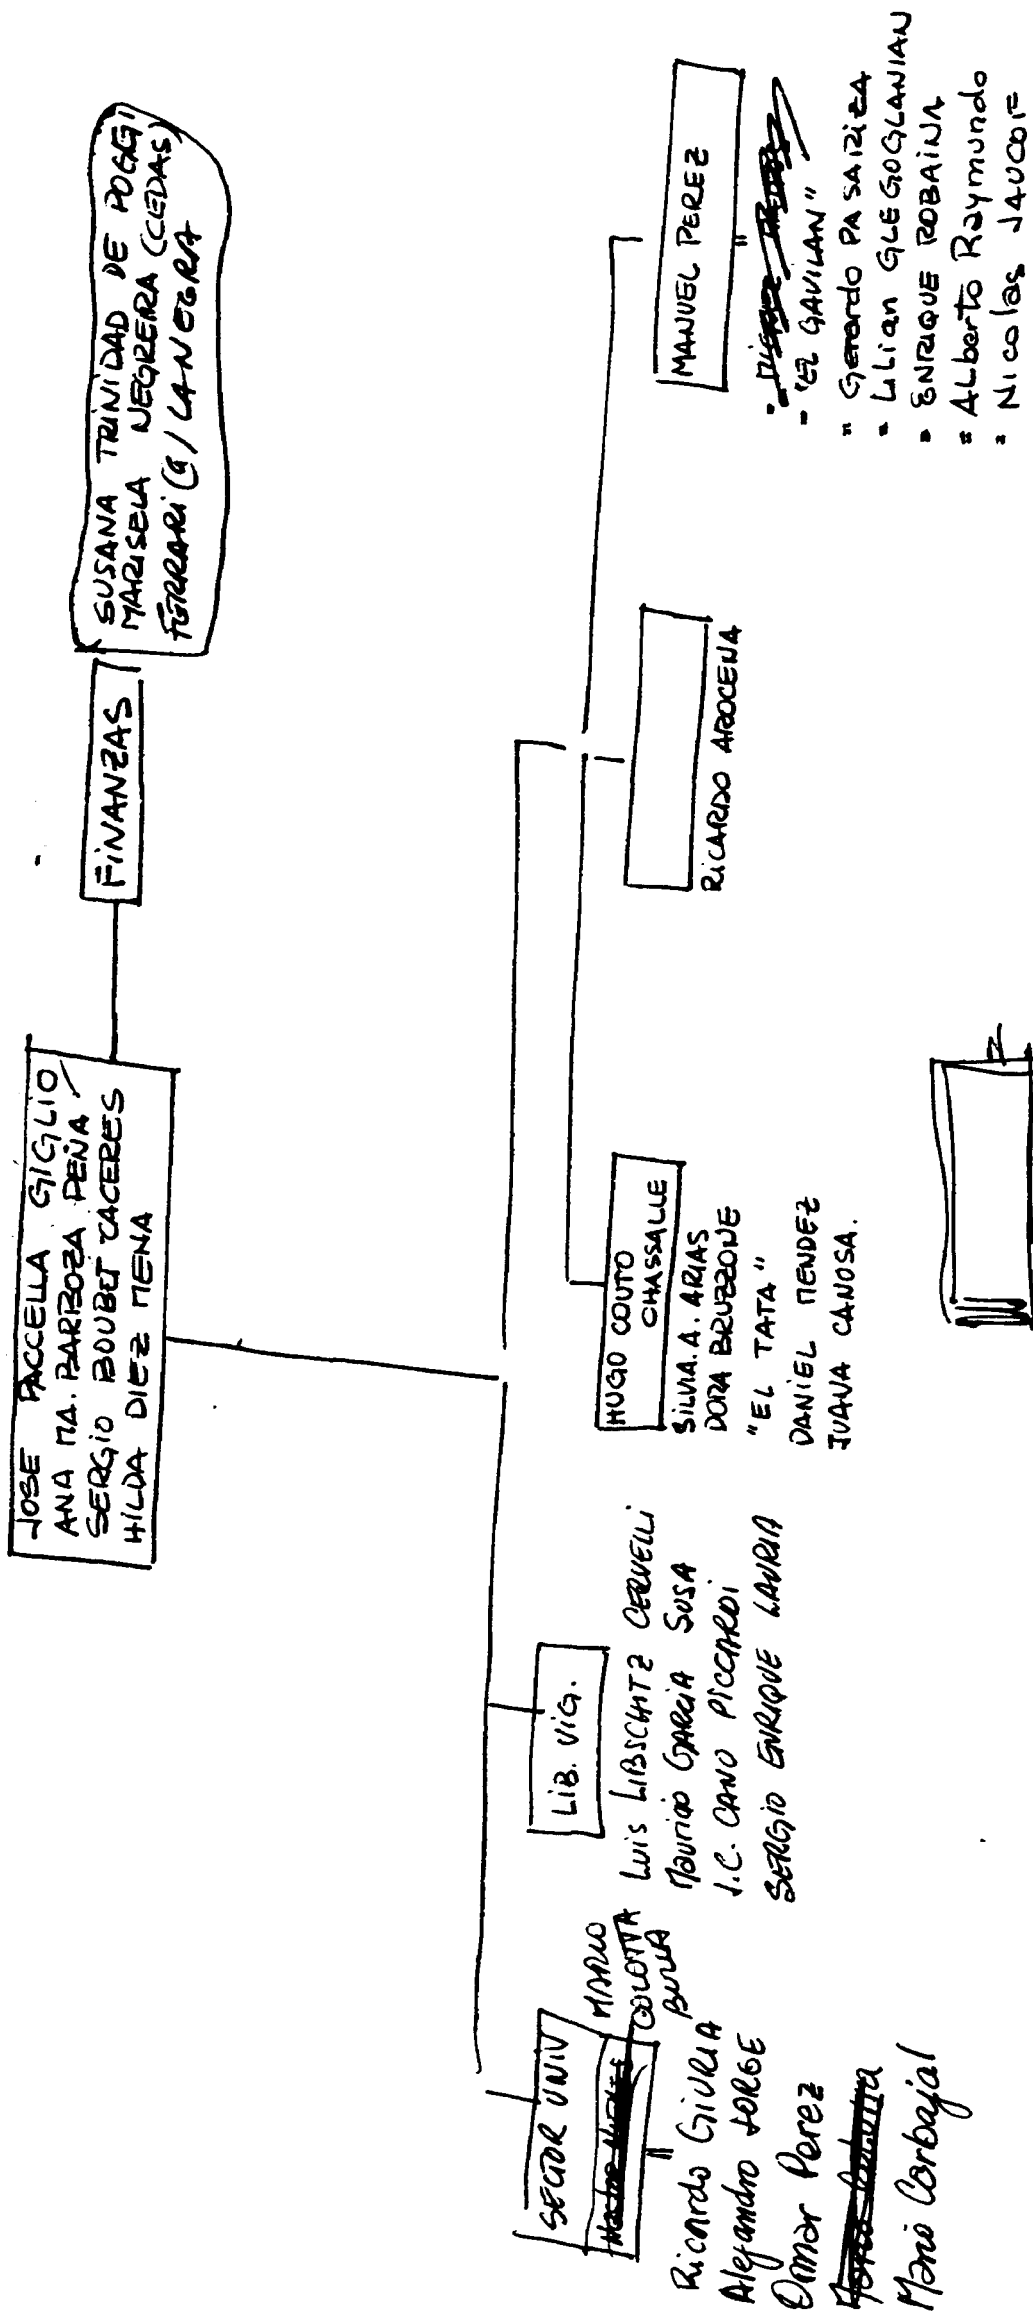 JOSE PACCELLA GIGLIO
ANA MA. BARBOZA PEÑA
SERGIO BOUBET CACERES
HILDA DIEZ MENA
FINANZAS
SUSANA TRINIDAD DE POGGI
MARISELA NEGREIRA (CEDAS)
FERRARI (a/ LA NEGRA
SECTOR UNIV
MARIO
COLOTTA
BULLA
Ricardo GIURIA
Alejandro JORGE
Omar Perez
Mario Carbajal
LIB. VIG.
Luis LIBSCHITZ CERVELLI
Mauricio GARCIA SUSA
J.C. CANO PICCARDI
SERGIO ENRIQUE LAURIA
HUGO COUTO
CHASSALLE
SILVIA. A. ARIAS
DORA BRUZZONE
"EL TATA"
DANIEL MENDEZ
JUANA CANOSA.
RICARDO AROCENA
MANUEL PEREZ
- "EL GAVILAN"
" Gerardo PASARIZA
" Lilian GLEGOGLANIAN
" ENRIQUE ROBAINA
" ALberto Raymundo
" Nicolas JAUCOF